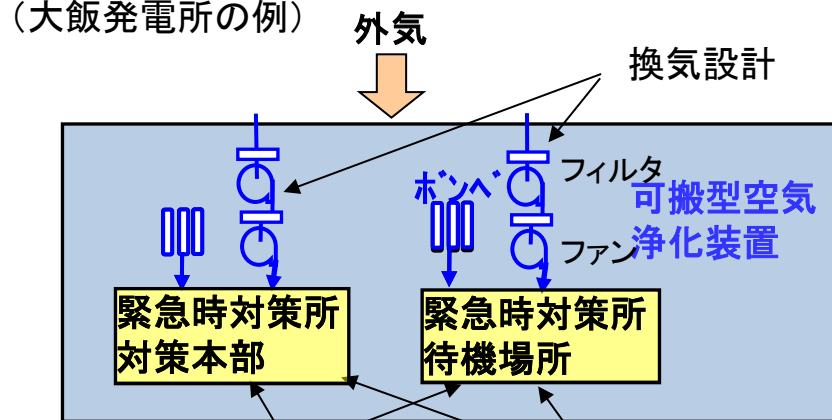 (大飯発電所の例)
外気
換気設計
ボンベ
フィルタ
可搬型空気
浄化装置
ファン
緊急時対策所
対策本部
緊急時対策所
待機場所